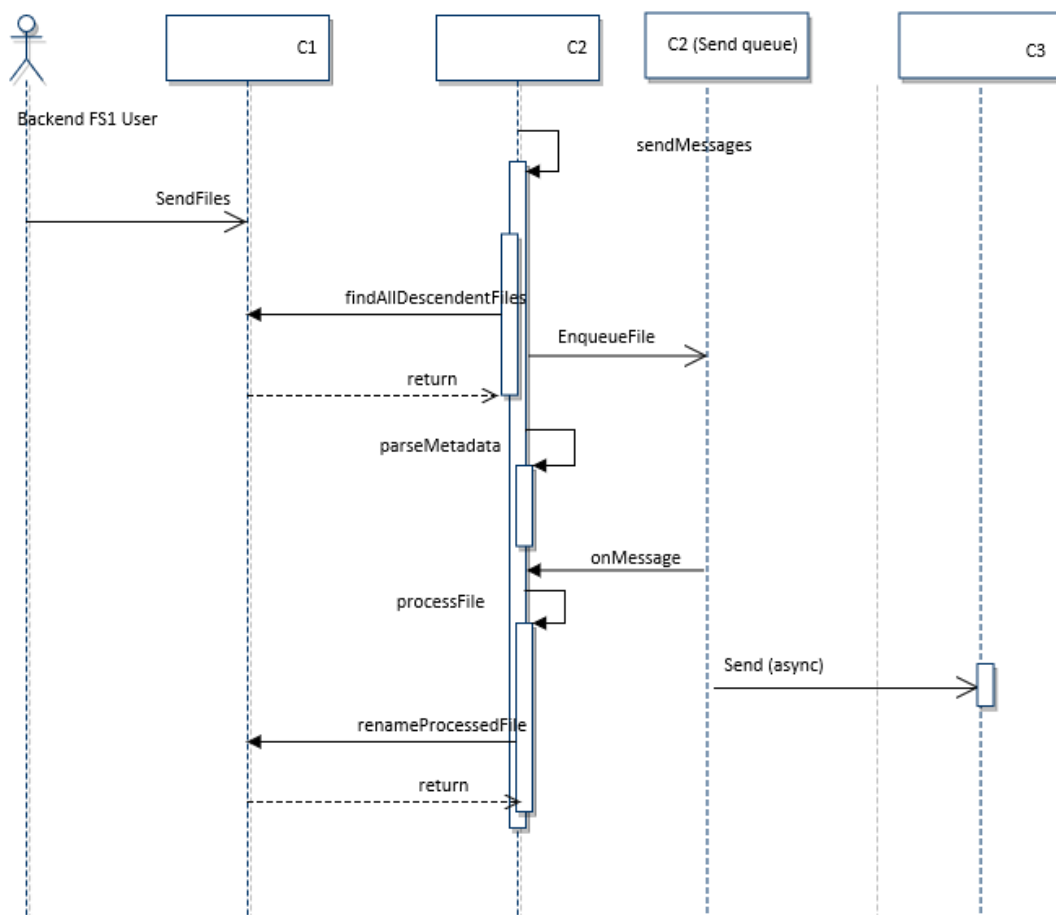 C1
C2
C2 (Send queue)
C3
Backend FS1 User
sendMessages
SendFiles
findAllDescendentFiles
EnqueueFile
return
parseMetadata
onMessage
processFile
Send (async)
renameProcessedFile
return